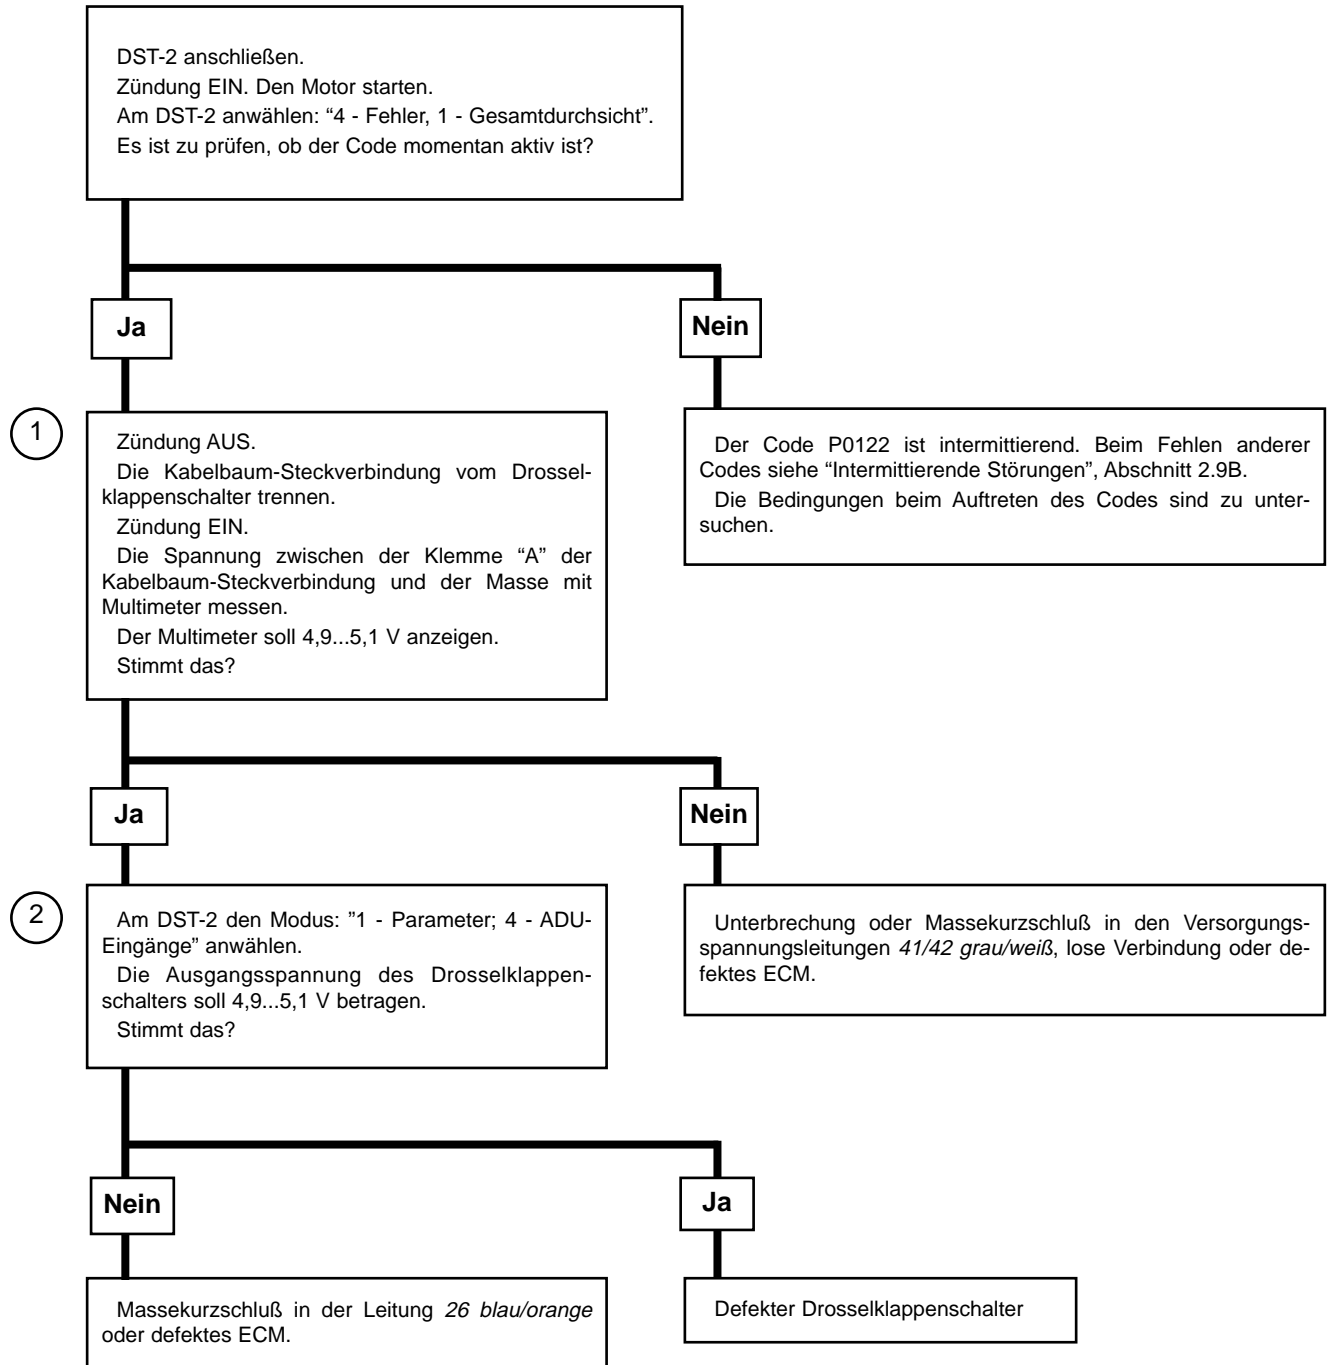 DST-2 anschließen.
Zündung EIN. Den Motor starten.
Am DST-2 anwählen: “4 - Fehler, 1 - Gesamtdurchsicht”.
Es ist zu prüfen, ob der Code momentan aktiv ist?
Ja
Nein
1
Zündung AUS.
Die Kabelbaum-Steckverbindung vom Drossel-
klappenschalter trennen.
Zündung EIN.
Die Spannung zwischen der Klemme “A” der
Kabelbaum-Steckverbindung und der Masse mit
Multimeter messen.
Der Multimeter soll 4,9...5,1 V anzeigen.
Stimmt das?
Der Code P0122 ist intermittierend. Beim Fehlen anderer
Codes siehe “Intermittierende Störungen”, Abschnitt 2.9B.
Die Bedingungen beim Auftreten des Codes sind zu unter-
suchen.
Ja
Nein
2
Am DST-2 den Modus: ”1 - Parameter; 4 - ADU-
Eingänge” anwählen.
Die Ausgangsspannung des Drosselklappen-
schalters soll 4,9...5,1 V betragen.
Stimmt das?
Unterbrechung oder Massekurzschluß in den Versorgungs-
spannungsleitungen 41/42 grau/weiß, lose Verbindung oder de-
fektes ECM.
Nein
Ja
Massekurzschluß in der Leitung 26 blau/orange
oder defektes ECM.
Defekter Drosselklappenschalter